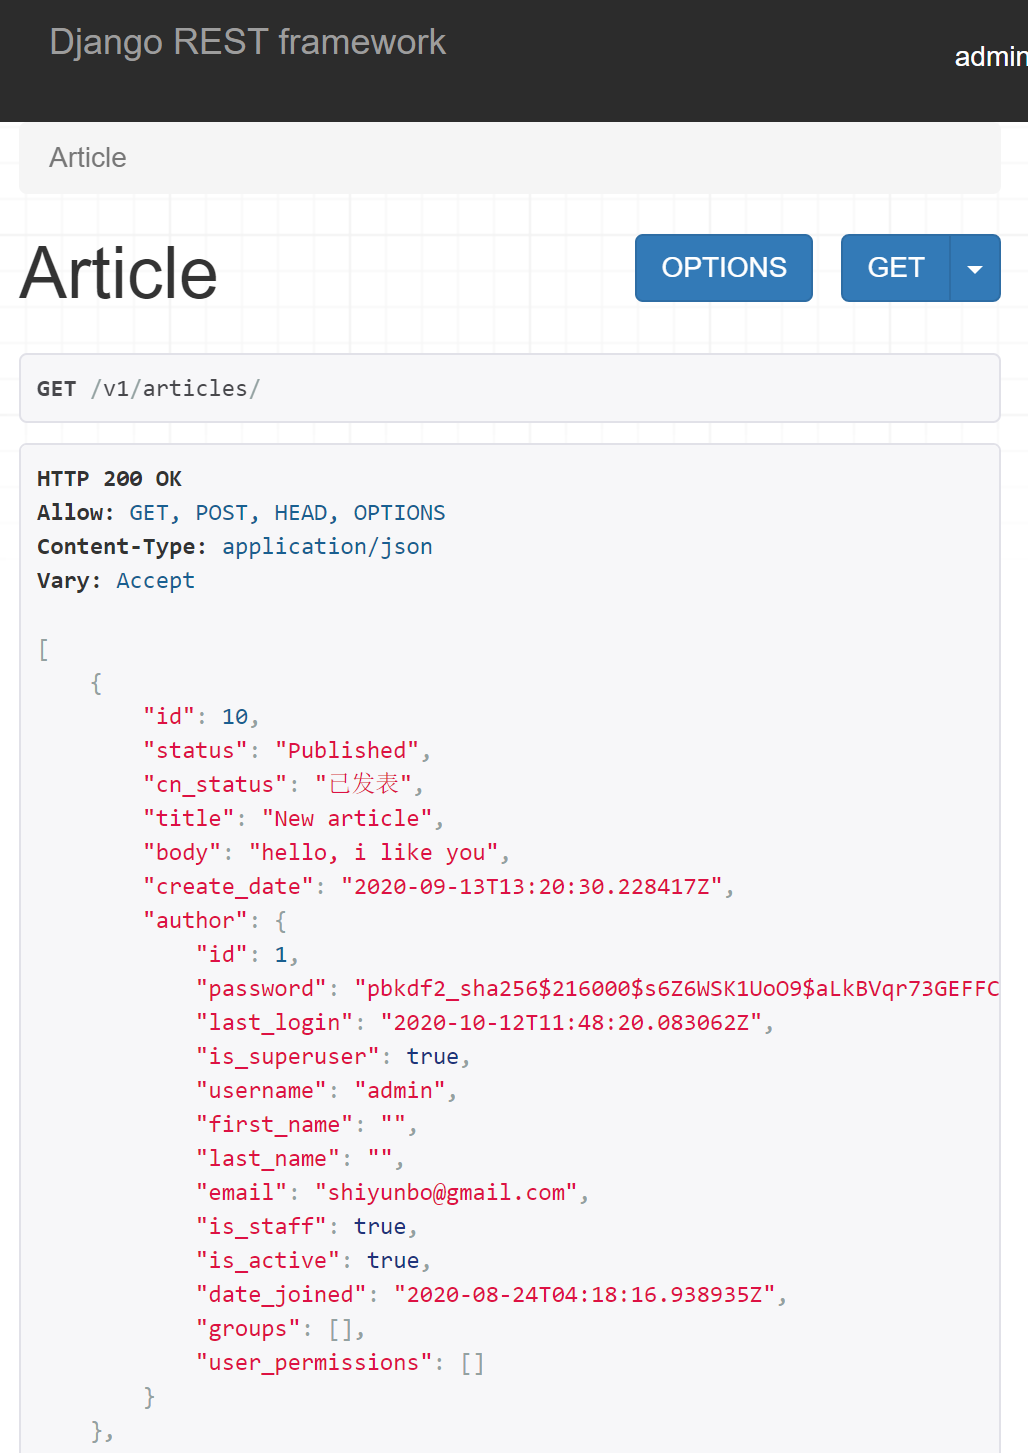 Django REST framework
admin
Article
Article
OPTIONS
GET
GET /v1/articles/
HTTP 200 OK
Allow: GET, POST, HEAD, OPTIONS
Content-Type: application/json
Vary: Accept
[
    {
        "id": 10,
        "status": "Published",
        "cn_status": "已发表",
        "title": "New article",
        "body": "hello, i like you",
        "create_date": "2020-09-13T13:20:30.228417Z",
        "author": {
            "id": 1,
            "password": "pbkdf2_sha256$216000$s6Z6WSK1UoO9$aLkBVqr73GEFFC
            "last_login": "2020-10-12T11:48:20.083062Z",
            "is_superuser": true,
            "username": "admin",
            "first_name": "",
            "last_name": "",
            "email": "shiyunbo@gmail.com",
            "is_staff": true,
            "is_active": true,
            "date_joined": "2020-08-24T04:18:16.938935Z",
            "groups": [],
            "user_permissions": []
        }
    },